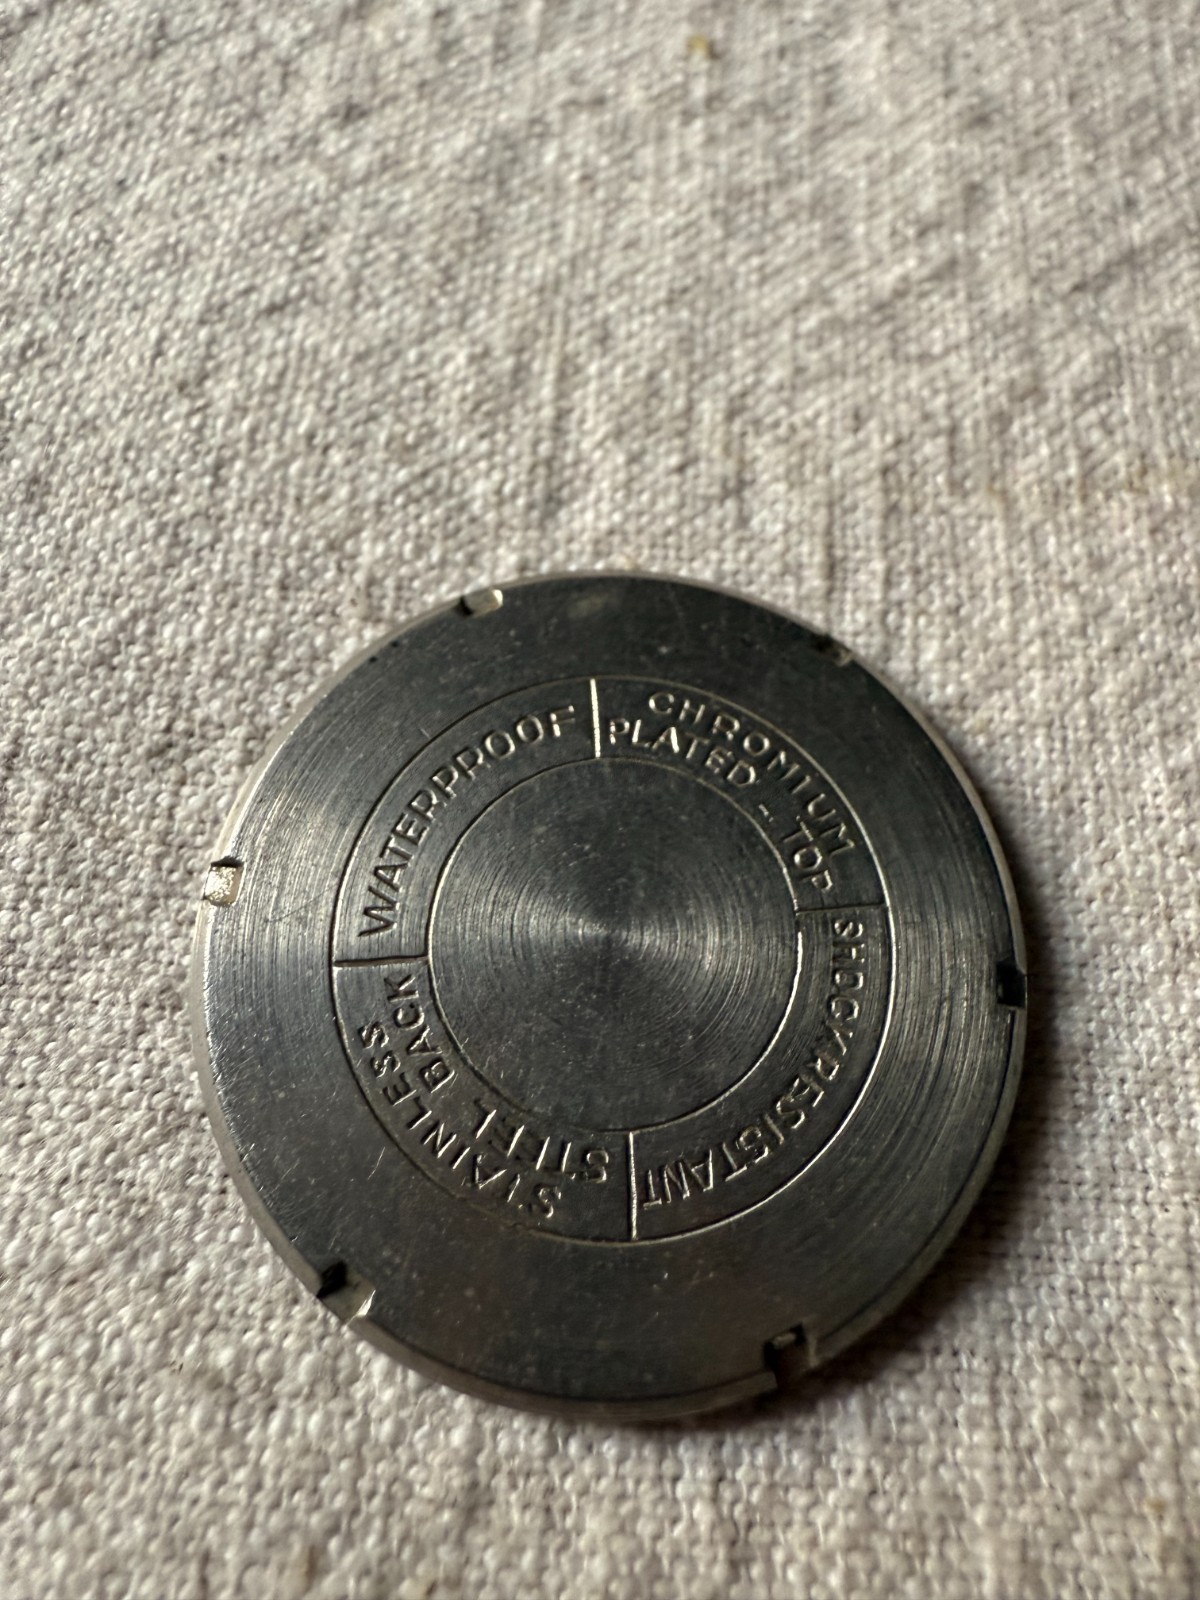 WATERPROOF
CHROMIUM
PLATED - TOP
SHOCK RESISTANT
STAINLESS
STEEL BACK